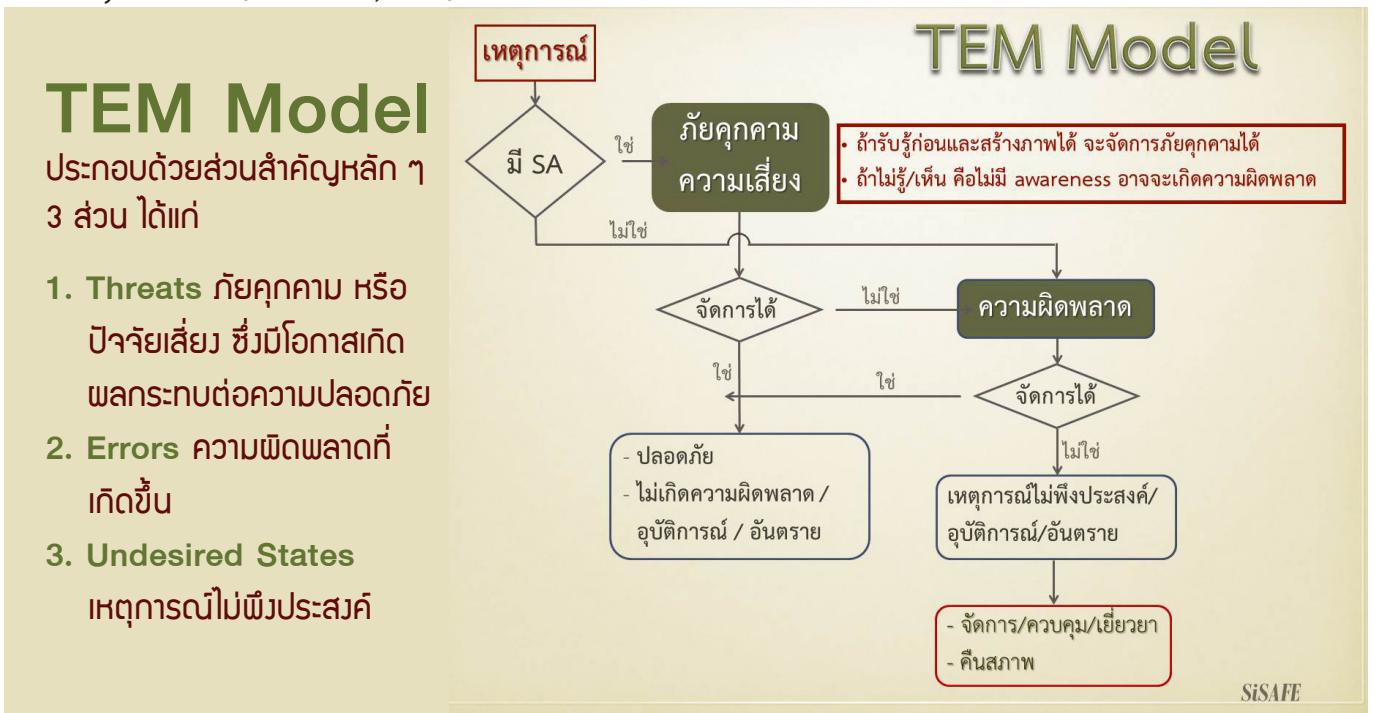 TEM Model
ประกอบด้วยส่วนสำคัญหลัก ๆ
3 ส่วน ได้แก่
1. Threats ภัยคุกคาม หรือ
ปัจจัยเสี่ยง ซึ่งมีโอกาสเกิด
ผลกระทบต่อความปลอดภัย
2. Errors ความผิดพลาดที่
เกิดขึ้น
3. Undesired States
เหตุการณ์ไม่พึงประสงค์
TEM Model
เหตุการณ์
มี SA
ใช่
ภัยคุกคาม
ความเสี่ยง
• ถ้ารับรู้ก่อนและสร้างภาพได้ จะจัดการภัยคุกคามได้
• ถ้าไม่รู้/เห็น คือไม่มี awareness อาจจะเกิดความผิดพลาด
ไม่ใช่
จัดการได้
ไม่ใช่
ความผิดพลาด
ใช่
ใช่
จัดการได้
ไม่ใช่
- ปลอดภัย
- ไม่เกิดความผิดพลาด /
อุบัติการณ์ / อันตราย
เหตุการณ์ไม่พึงประสงค์/
อุบัติการณ์/อันตราย
- จัดการ/ควบคุม/เยี่ยวยา
- คืนสภาพ
SiSAFE